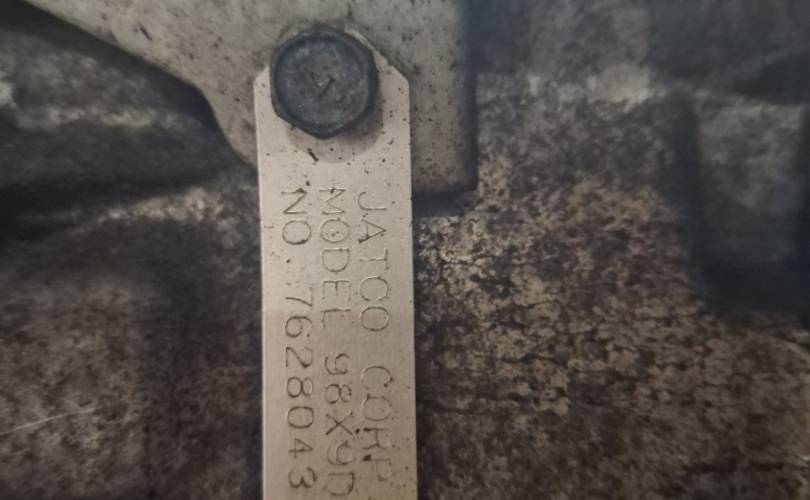 JATCO CORP
MODEL 98X9D
NO. 7628043